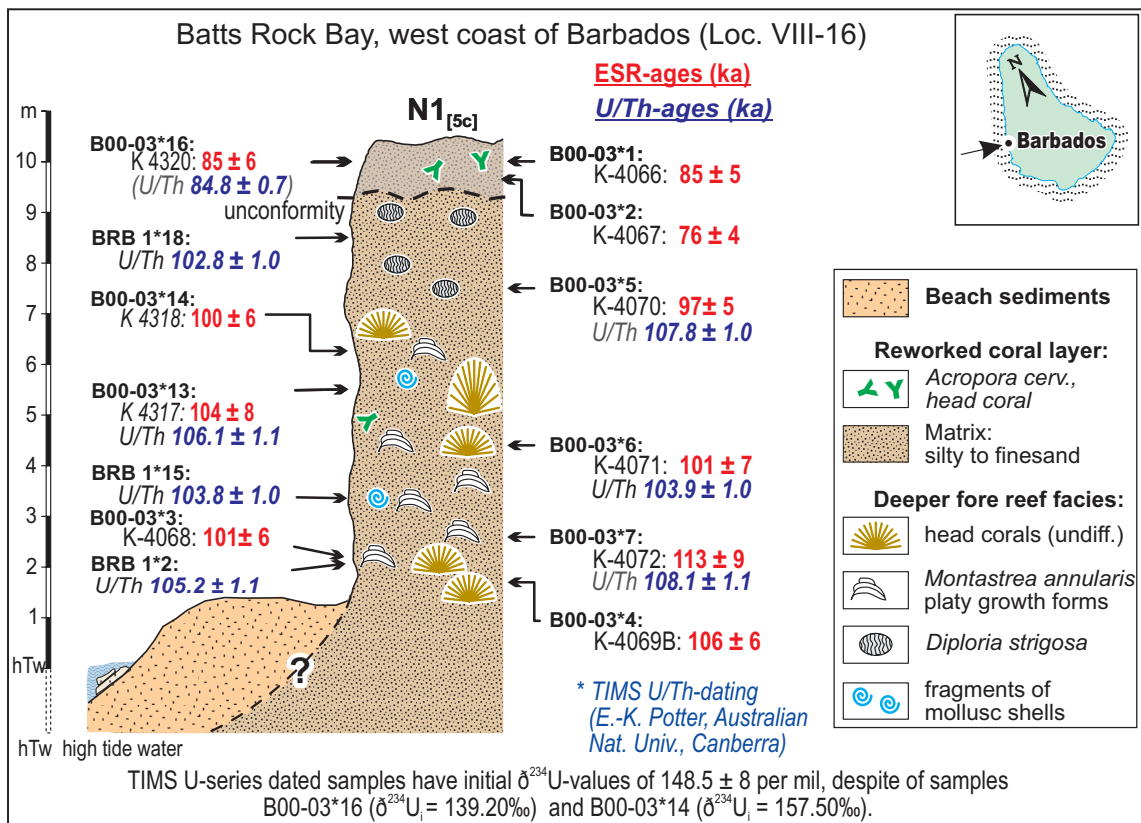 Batts Rock Bay, west coast of Barbados (Loc. VIII-16)
ESR-ages (ka)
U/Th-ages (ka)
N1[5c]
N
Barbados
m
10
9
8
7
6
5
4
3
2
1
hTw
hTw high tide water
B00-03*16:
K 4320: 85 ± 6
(U/Th 84.8 ± 0.7)
unconformity
BRB 1*18:
U/Th 102.8 ± 1.0
B00-03*14:
K 4318: 100 ± 6
B00-03*13:
K 4317: 104 ± 8
U/Th 106.1 ± 1.1
BRB 1*15:
U/Th 103.8 ± 1.0
B00-03*3:
K-4068: 101± 6
BRB 1*2:
U/Th 105.2 ± 1.1
?
B00-03*1:
K-4066: 85 ± 5
B00-03*2:
K-4067: 76 ± 4
B00-03*5:
K-4070: 97± 5
U/Th 107.8 ± 1.0
B00-03*6:
K-4071: 101 ± 7
U/Th 103.9 ± 1.0
B00-03*7:
K-4072: 113 ± 9
U/Th 108.1 ± 1.1
B00-03*4:
K-4069B: 106 ± 6
* TIMS U/Th-dating
(E.-K. Potter, Australian
Nat. Univ., Canberra)
Beach sediments
Reworked coral layer:
Acropora cerv.,
head coral
Matrix:
silty to finesand
Deeper fore reef facies:
head corals (undiff.)
Montastrea annularis
platy growth forms
Diploria strigosa
fragments of
mollusc shells
TIMS U-series dated samples have initial ð²³⁴U-values of 148.5 ± 8 per mil, despite of samples
B00-03*16 (ð²³⁴Uᵢ = 139.20‰) and B00-03*14 (ð²³⁴Uᵢ = 157.50‰).